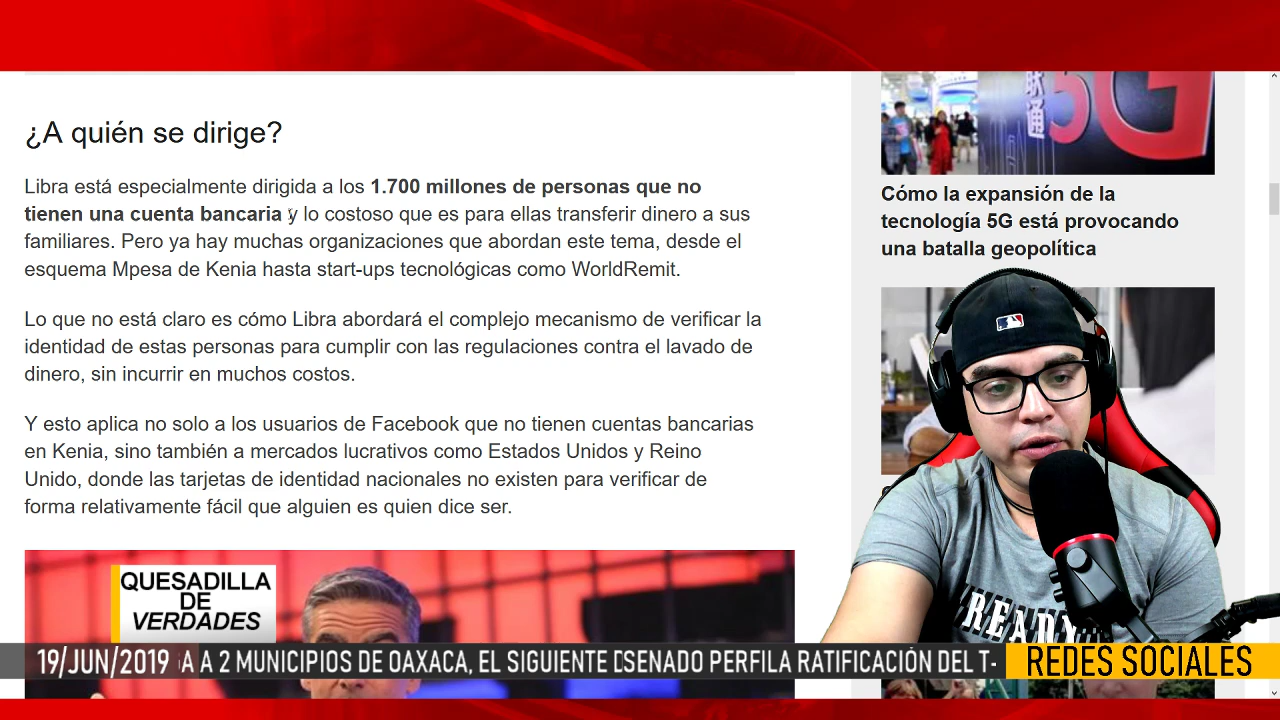 ¿A quién se dirige?
Libra está especialmente dirigida a los 1.700 millones de personas que no
tienen una cuenta bancaria y lo costoso que es para ellas transferir dinero a sus
familiares. Pero ya hay muchas organizaciones que abordan este tema, desde el
esquema Mpesa de Kenia hasta start-ups tecnológicas como WorldRemit.
Lo que no está claro es cómo Libra abordará el complejo mecanismo de verificar la
identidad de estas personas para cumplir con las regulaciones contra el lavado de
dinero, sin incurrir en muchos costos.
Y esto aplica no solo a los usuarios de Facebook que no tienen cuentas bancarias
en Kenia, sino también a mercados lucrativos como Estados Unidos y Reino
Unido, donde las tarjetas de identidad nacionales no existen para verificar de
forma relativamente fácil que alguien es quien dice ser.
联通
5G
Cómo la expansión de la
tecnología 5G está provocando
una batalla geopolítica
READY
QUESADILLA
DE
VERDADES
19/JUN/2019 GA A 2 MUNICIPIOS DE OAXACA, EL SIGUIENTE DSENADO PERFILA RATIFICACIÓN DEL T- REDES SOCIALES